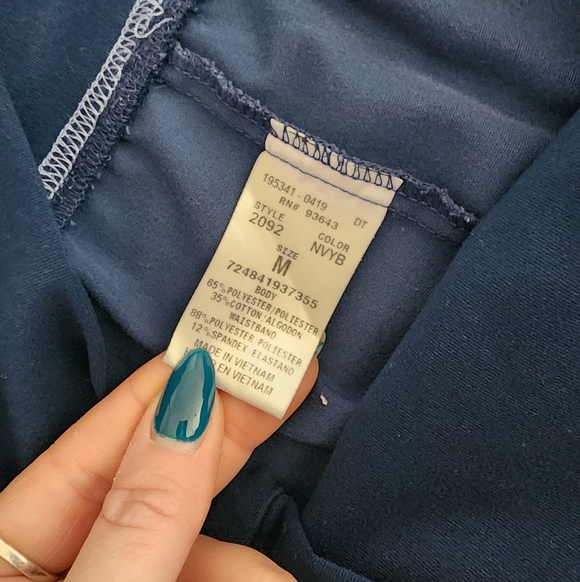 195341-0419
RN# 93643 DT
STYLE COLOR
2092 NVYB
SIZE
M
724841937355
BODY
65%POLYESTER/POLIESTER
35%COTTON/ALGODON
WAISTBAND
88%POLYESTER POLIESTER
12%SPANDEX/ELASTANO
MADE IN VIETNAM
EN VIETNAM